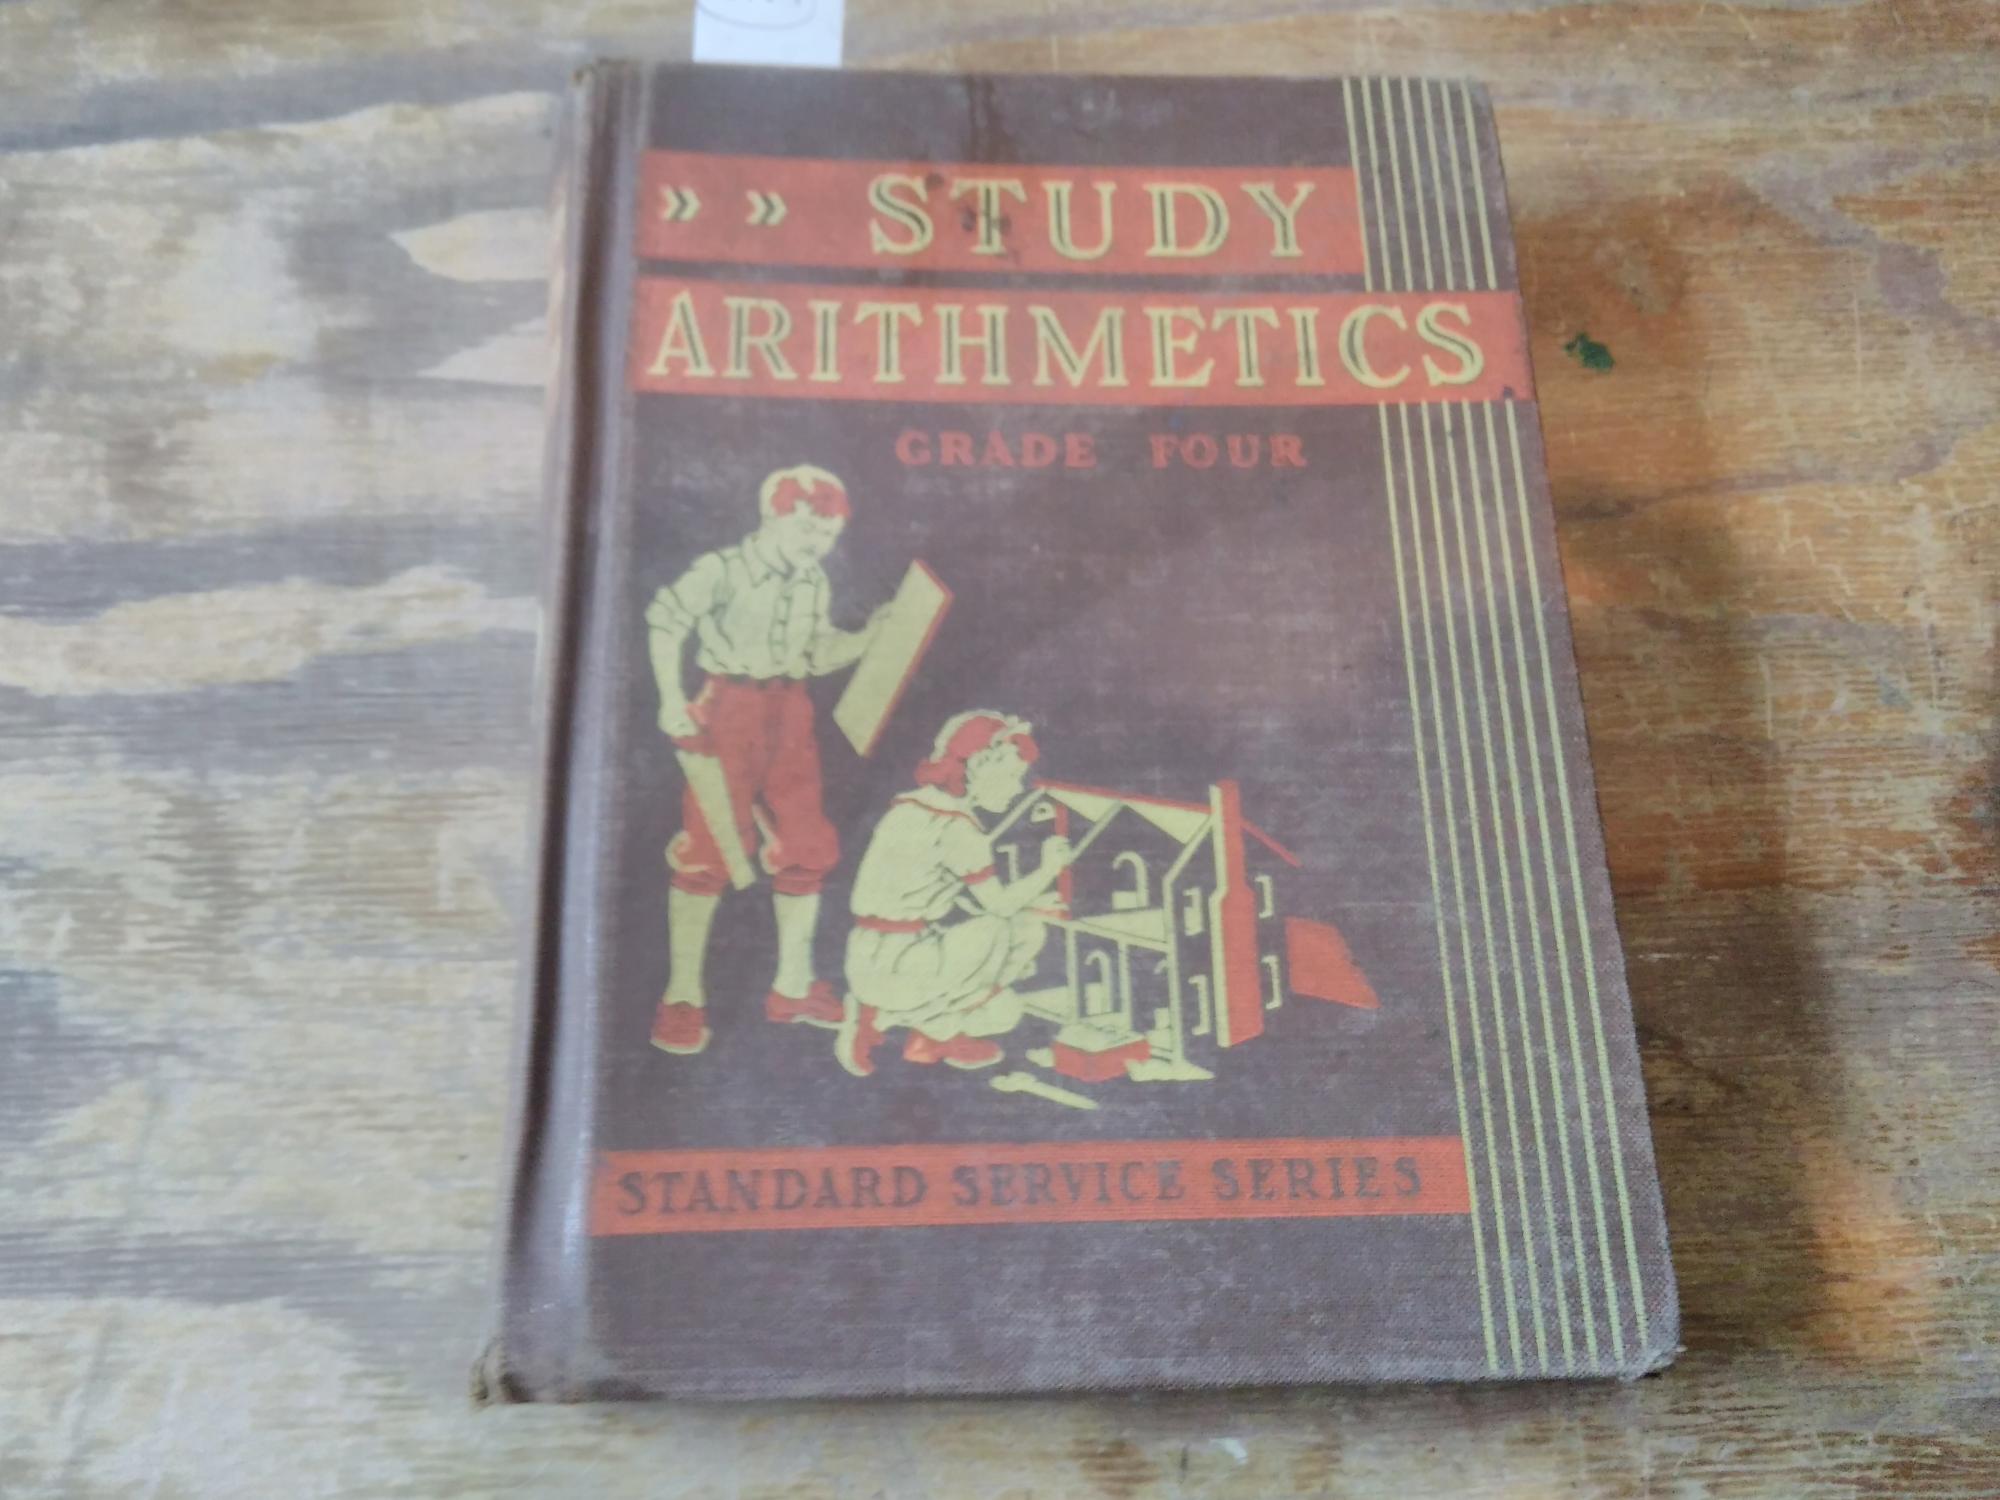 » » STUDY
ARITHMETICS
GRADE FOUR
STANDARD SERVICE SERIES